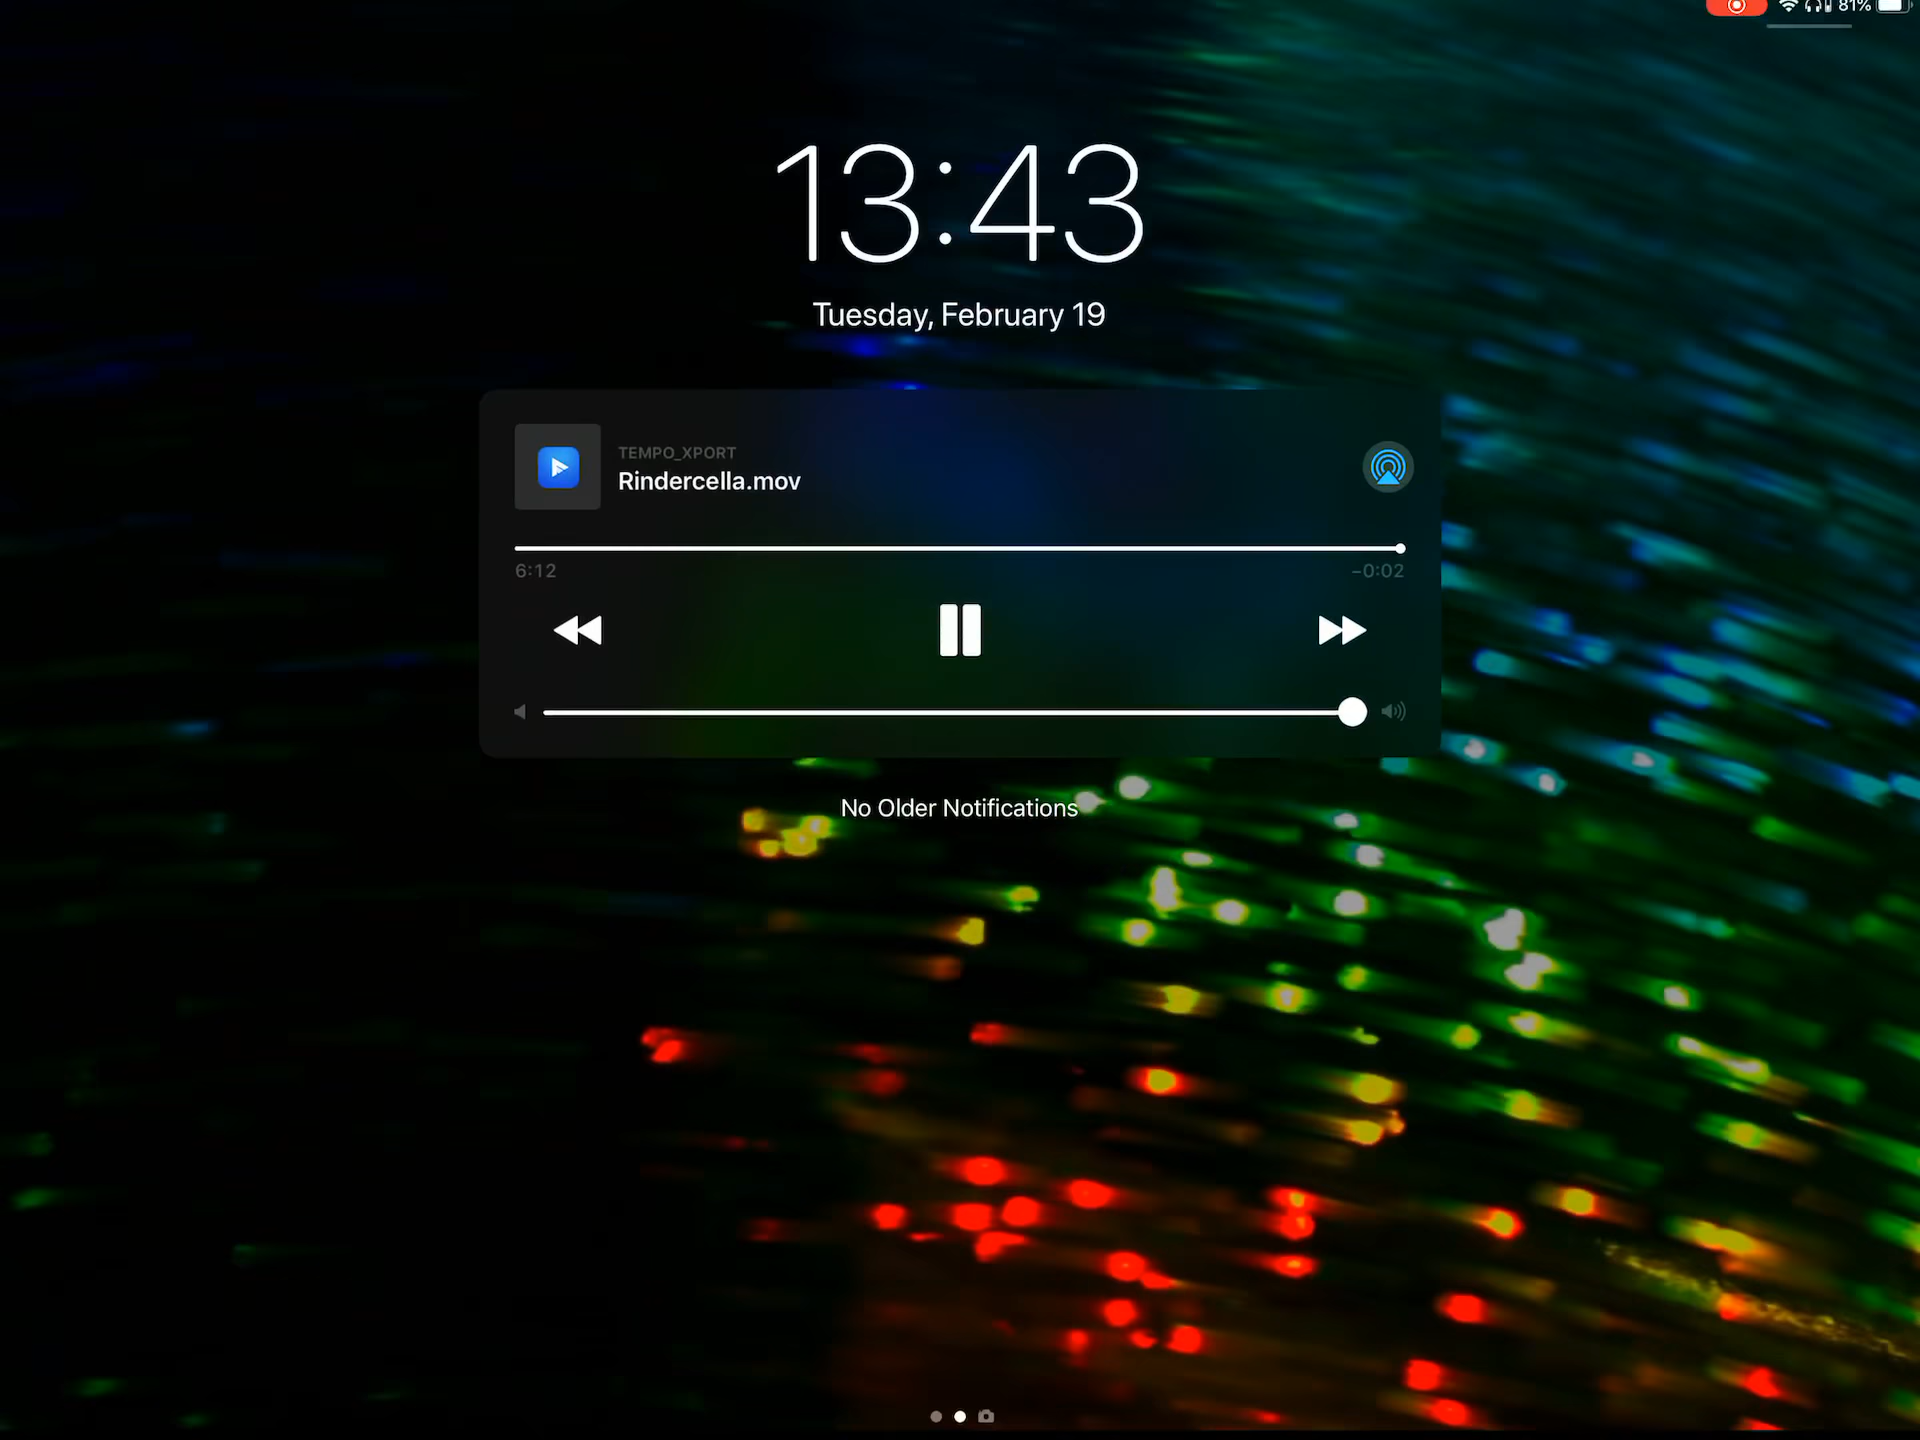 81%
13:43
Tuesday, February 19
TEMPO_XPORT
Rindercella.mov
6:12
−0:02
No Older Notifications